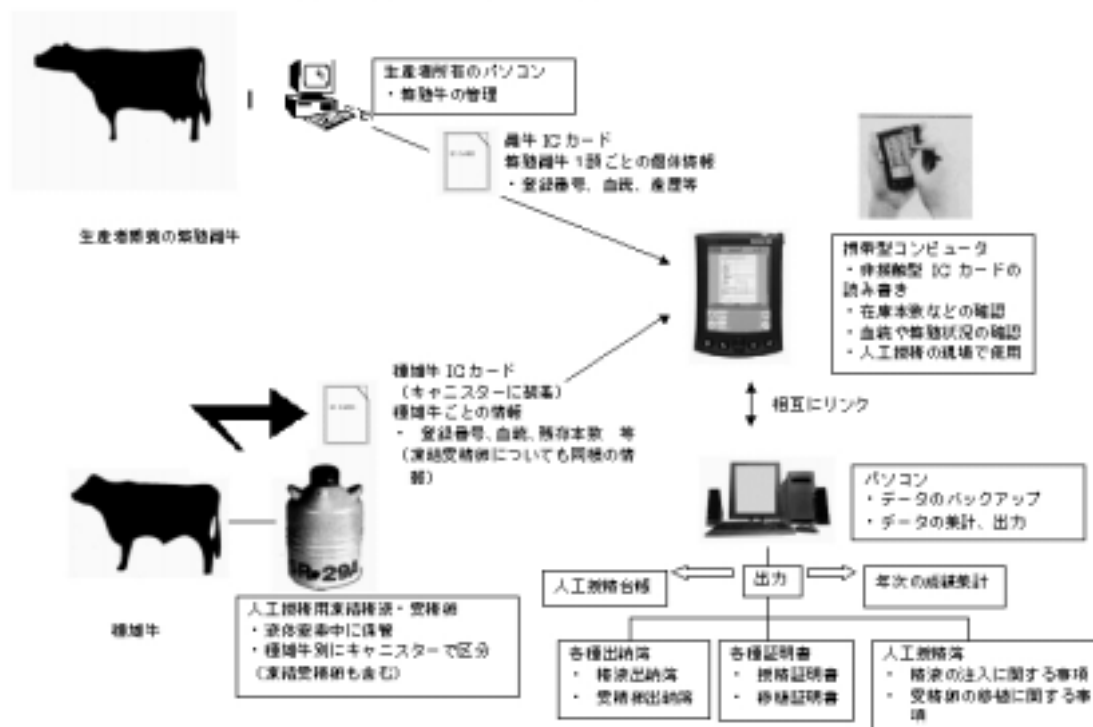 生産者所有のパソコン
・繁殖牛の管理
雌牛 IC カード
繁殖雌牛 1 頭ごとの個体情報
・登録番号、血統、産歴等
生産者繋養の繁殖雌牛
携帯型コンピュータ
・非接触型 IC カードの
読み書き
・在庫本数などの確認
・血統や繁殖状況の確認
・人工授精の現場で使用
種雄牛 IC カード
(キャニスターに装着)
種雄牛ごとの情報
・ 登録番号、血統、残存本数 等
(凍結受精卵についても同様の情
報)
相互にリンク
パソコン
・データのバックアップ
・データの集計、出力
種雄牛
人工授精用凍結精液・受精卵
・液体窒素中に保管
・種雄牛別にキャニスターで区分
(凍結受精卵も含む)
人工授精台帳
出力
年次の成績集計
各種出納簿
・ 精液出納簿
・ 受精卵出納簿
各種証明書
・ 授精証明書
・ 移植証明書
人工授精簿
・ 精液の注入に関する事項
・ 受精卵の移植に関する事
項